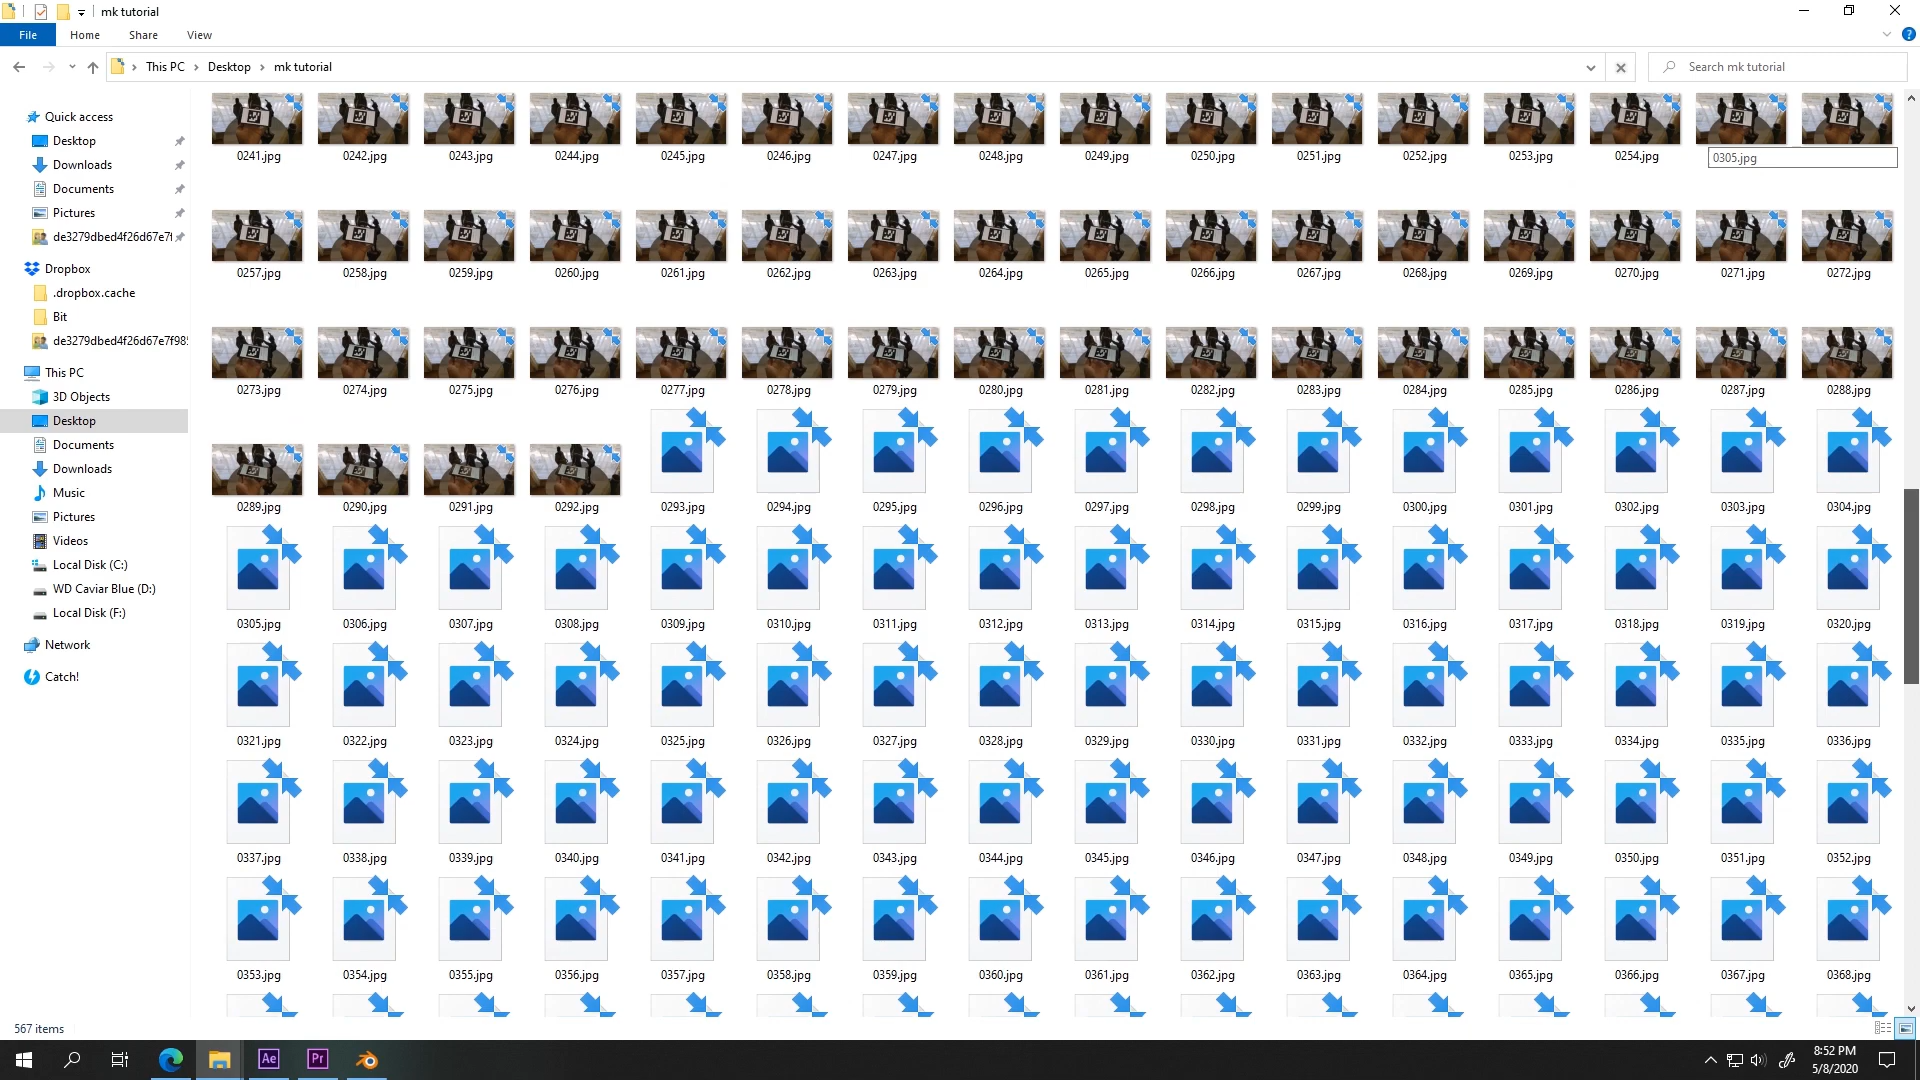 mk tutorial
File Home Share View
This PC Desktop mk tutorial
Search mk tutorial
Quick access
Desktop
Downloads
Documents
Pictures
de3279dbed4f26d67e7f
Dropbox
.dropbox.cache
Bit
de3279dbed4f26d67e7f98
This PC
3D Objects
Desktop
Documents
Downloads
Music
Pictures
Videos
Local Disk (C:)
WD Caviar Blue (D:)
Local Disk (F:)
Network
Catch!
0241.jpg 0242.jpg 0243.jpg 0244.jpg 0245.jpg 0246.jpg 0247.jpg 0248.jpg 0249.jpg 0250.jpg 0251.jpg 0252.jpg 0253.jpg 0254.jpg 0305.jpg
0257.jpg 0258.jpg 0259.jpg 0260.jpg 0261.jpg 0262.jpg 0263.jpg 0264.jpg 0265.jpg 0266.jpg 0267.jpg 0268.jpg 0269.jpg 0270.jpg 0271.jpg 0272.jpg
0273.jpg 0274.jpg 0275.jpg 0276.jpg 0277.jpg 0278.jpg 0279.jpg 0280.jpg 0281.jpg 0282.jpg 0283.jpg 0284.jpg 0285.jpg 0286.jpg 0287.jpg 0288.jpg
0289.jpg 0290.jpg 0291.jpg 0292.jpg 0293.jpg 0294.jpg 0295.jpg 0296.jpg 0297.jpg 0298.jpg 0299.jpg 0300.jpg 0301.jpg 0302.jpg 0303.jpg 0304.jpg
0305.jpg 0306.jpg 0307.jpg 0308.jpg 0309.jpg 0310.jpg 0311.jpg 0312.jpg 0313.jpg 0314.jpg 0315.jpg 0316.jpg 0317.jpg 0318.jpg 0319.jpg 0320.jpg
0321.jpg 0322.jpg 0323.jpg 0324.jpg 0325.jpg 0326.jpg 0327.jpg 0328.jpg 0329.jpg 0330.jpg 0331.jpg 0332.jpg 0333.jpg 0334.jpg 0335.jpg 0336.jpg
0337.jpg 0338.jpg 0339.jpg 0340.jpg 0341.jpg 0342.jpg 0343.jpg 0344.jpg 0345.jpg 0346.jpg 0347.jpg 0348.jpg 0349.jpg 0350.jpg 0351.jpg 0352.jpg
0353.jpg 0354.jpg 0355.jpg 0356.jpg 0357.jpg 0358.jpg 0359.jpg 0360.jpg 0361.jpg 0362.jpg 0363.jpg 0364.jpg 0365.jpg 0366.jpg 0367.jpg 0368.jpg
567 items
Ae Pr
8:52 PM
5/8/2020